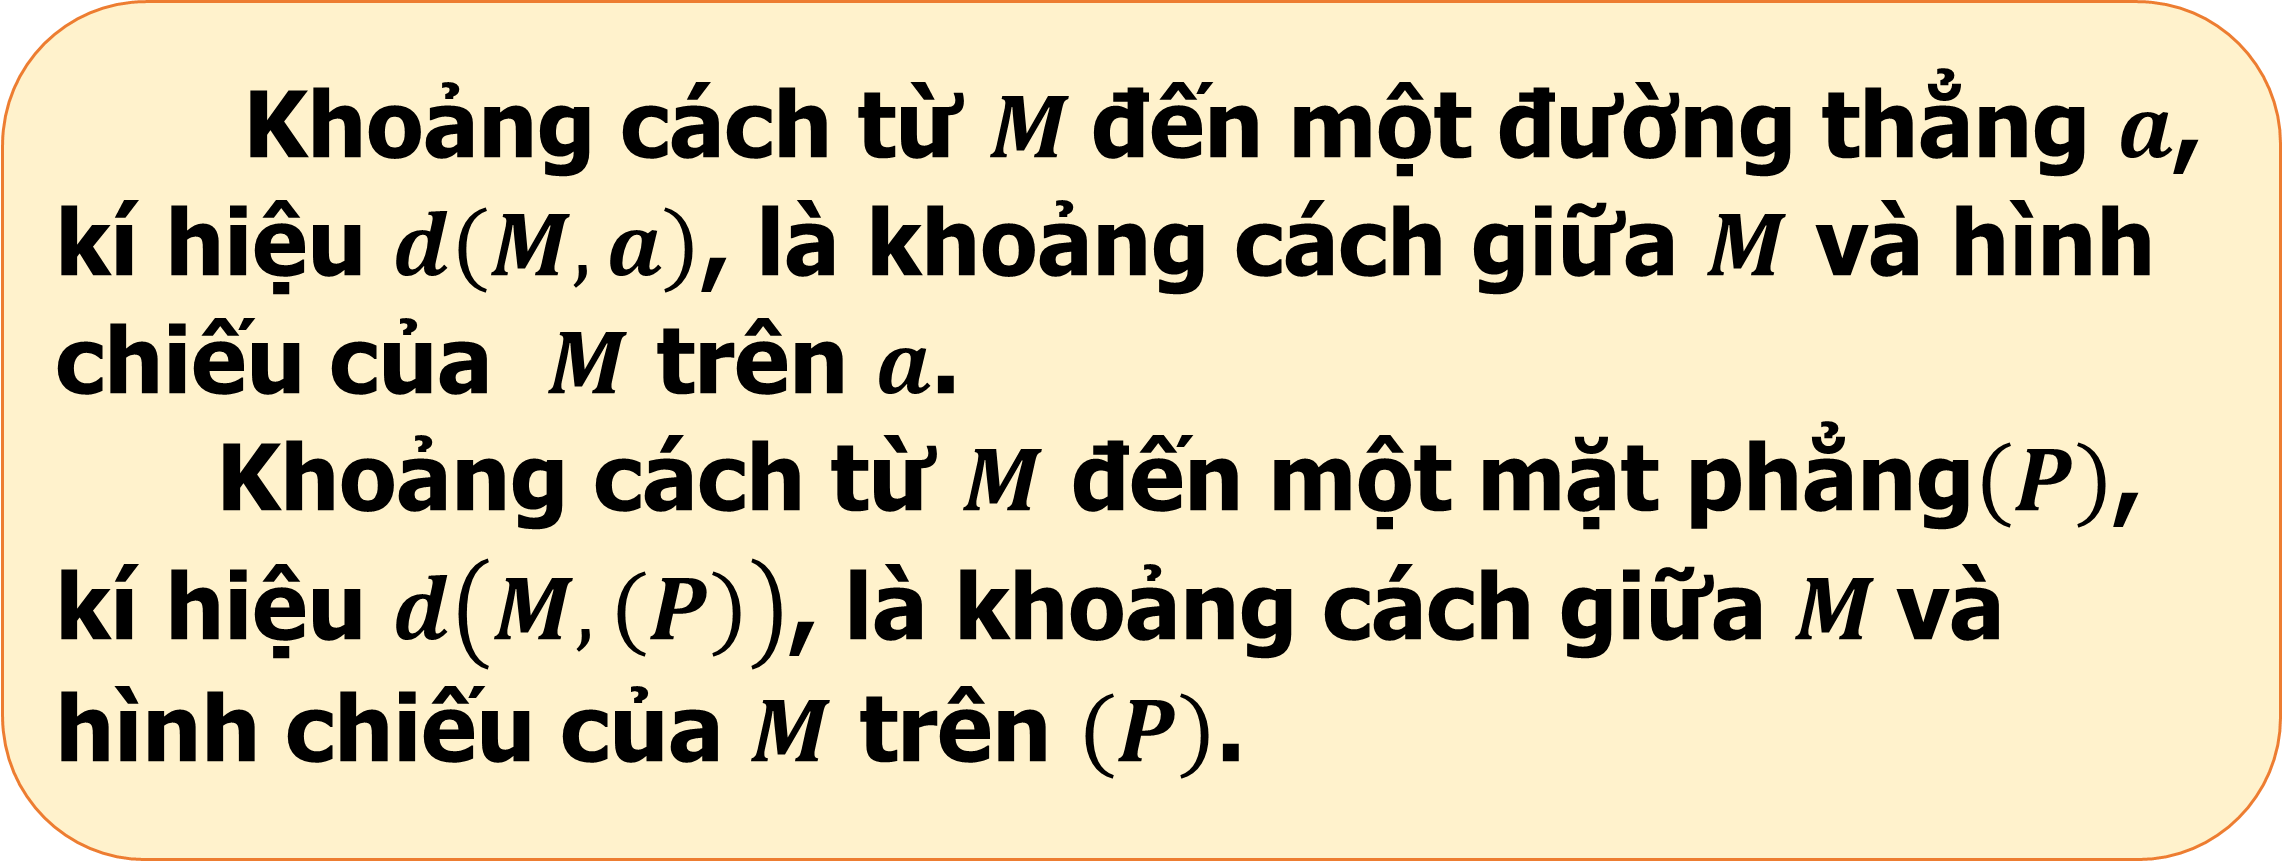 Khoảng cách từ M đến một đường thẳng a,
kí hiệu d(M, a), là khoảng cách giữa M và hình
chiếu của M trên a.
Khoảng cách từ M đến một mặt phẳng(P),
kí hiệu d(M, (P)), là khoảng cách giữa M và
hình chiếu của M trên (P).